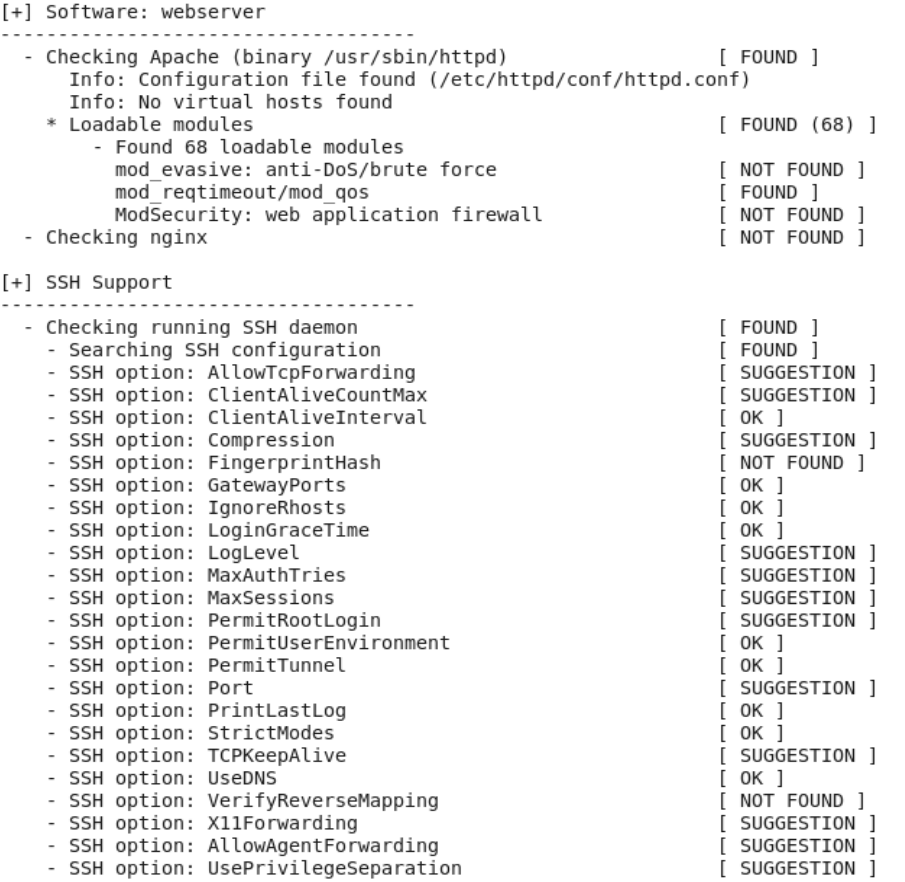 [+] Software: webserver
------------------------------------
  - Checking Apache (binary /usr/sbin/httpd)                  [ FOUND ]
      Info: Configuration file found (/etc/httpd/conf/httpd.conf)
      Info: No virtual hosts found
    * Loadable modules                                        [ FOUND (68) ]
        - Found 68 loadable modules
          mod_evasive: anti-DoS/brute force                   [ NOT FOUND ]
          mod_reqtimeout/mod_qos                              [ FOUND ]
          ModSecurity: web application firewall               [ NOT FOUND ]
  - Checking nginx                                            [ NOT FOUND ]

[+] SSH Support
------------------------------------
  - Checking running SSH daemon                               [ FOUND ]
    - Searching SSH configuration                             [ FOUND ]
    - SSH option: AllowTcpForwarding                          [ SUGGESTION ]
    - SSH option: ClientAliveCountMax                         [ SUGGESTION ]
    - SSH option: ClientAliveInterval                         [ OK ]
    - SSH option: Compression                                 [ SUGGESTION ]
    - SSH option: FingerprintHash                             [ NOT FOUND ]
    - SSH option: GatewayPorts                                [ OK ]
    - SSH option: IgnoreRhosts                                [ OK ]
    - SSH option: LoginGraceTime                              [ OK ]
    - SSH option: LogLevel                                    [ SUGGESTION ]
    - SSH option: MaxAuthTries                                [ SUGGESTION ]
    - SSH option: MaxSessions                                 [ SUGGESTION ]
    - SSH option: PermitRootLogin                             [ SUGGESTION ]
    - SSH option: PermitUserEnvironment                       [ OK ]
    - SSH option: PermitTunnel                                [ OK ]
    - SSH option: Port                                        [ SUGGESTION ]
    - SSH option: PrintLastLog                                [ OK ]
    - SSH option: StrictModes                                 [ OK ]
    - SSH option: TCPKeepAlive                                [ SUGGESTION ]
    - SSH option: UseDNS                                      [ OK ]
    - SSH option: VerifyReverseMapping                        [ NOT FOUND ]
    - SSH option: X11Forwarding                               [ SUGGESTION ]
    - SSH option: AllowAgentForwarding                        [ SUGGESTION ]
    - SSH option: UsePrivilegeSeparation                      [ SUGGESTION ]